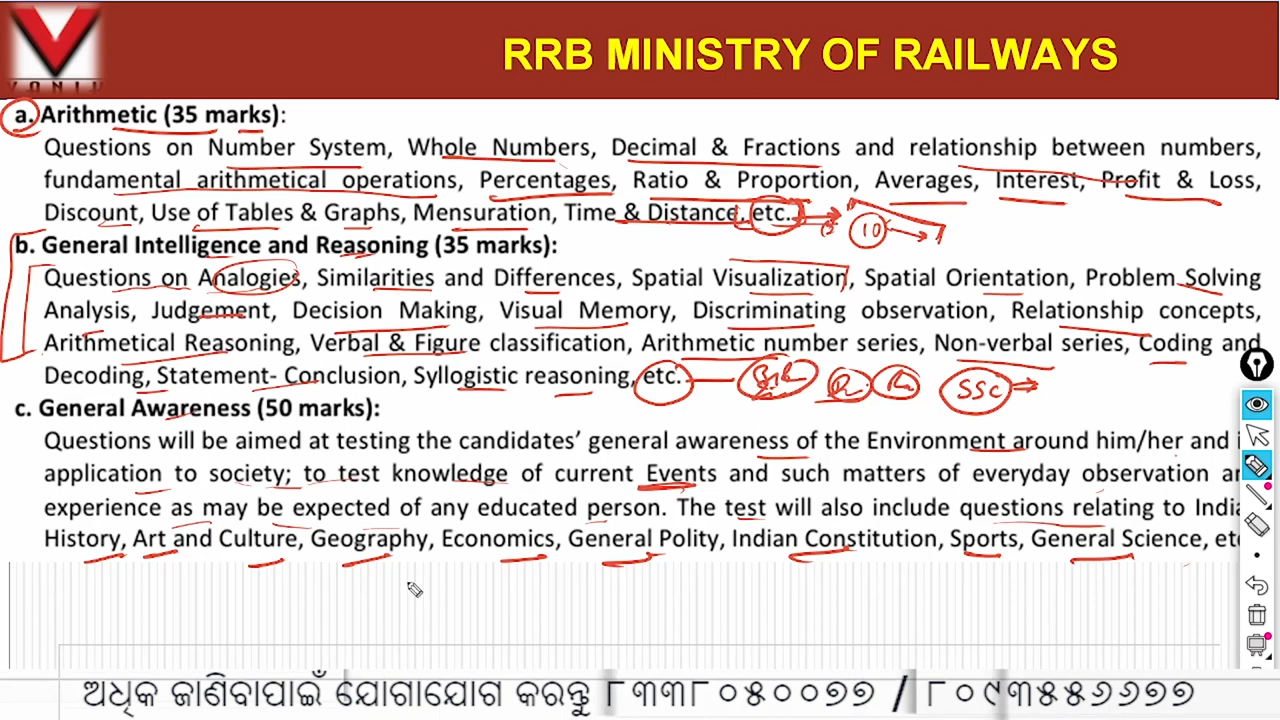 RRB MINISTRY OF RAILWAYS
VANIJ
a. Arithmetic (35 marks):
Questions on Number System, Whole Numbers, Decimal & Fractions and relationship between numbers,
fundamental arithmetical operations, Percentages, Ratio & Proportion, Averages, Interest, Profit & Loss,
Discount, Use of Tables & Graphs, Mensuration, Time & Distance, etc. 10
b. General Intelligence and Reasoning (35 marks):
Questions on Analogies, Similarities and Differences, Spatial Visualization, Spatial Orientation, Problem Solving
Analysis, Judgement, Decision Making, Visual Memory, Discriminating observation, Relationship concepts,
Arithmetical Reasoning, Verbal & Figure classification, Arithmetic number series, Non-verbal series, Coding and
Decoding, Statement- Conclusion, Syllogistic reasoning, etc. SSC
c. General Awareness (50 marks):
Questions will be aimed at testing the candidates' general awareness of the Environment around him/her and
application to society; to test knowledge of current Events and such matters of everyday observation
experience as may be expected of any educated person. The test will also include questions relating to
History, Art and Culture, Geography, Economics, General Polity, Indian Constitution, Sports, General Science,
ଅଧିକ ଜାଣିବାପାଇଁ ଯୋଗାଯୋଗ କରନ୍ତୁ ୮୩୩୮୦୫୦୦୭୭ / ୮୦୯୩୫୫୬୬୭୭